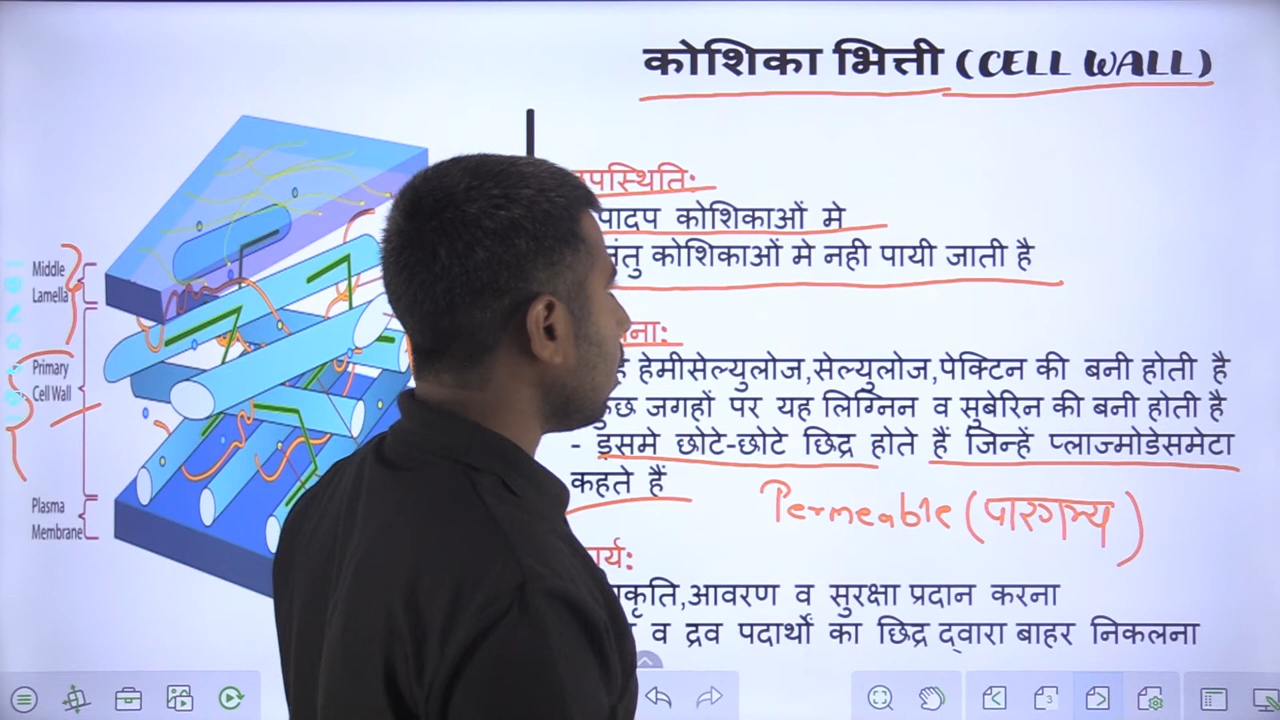 कोशिका भित्ती (CELL WALL)
पादप कोशिकाओं मे
कोशिकाओं मे नही पायी जाती है
हेमीसेल्युलोज,सेल्युलोज,पेक्टिन की बनी होती है
जगहों पर यह लिग्निन व सुबेरिन की बनी होती है
- इसमे छोटे-छोटे छिद्र होते हैं जिन्हें प्लाज्मोडेसमेटा
कहते हैं
Permeable (पारगम्य)
,आवरण व सुरक्षा प्रदान करना
व द्रव पदार्थों का छिद्र द्वारा बाहर निकलना
Middle
Lamella
Primary
Cell Wall
Plasma
Membrane
3